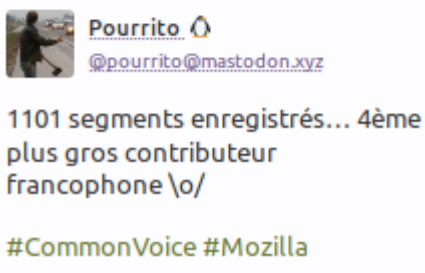 Pourrito 🐧
@pourrito@mastodon.xyz
1101 segments enregistrés... 4ème
plus gros contributeur
francophone \o/
#CommonVoice #Mozilla